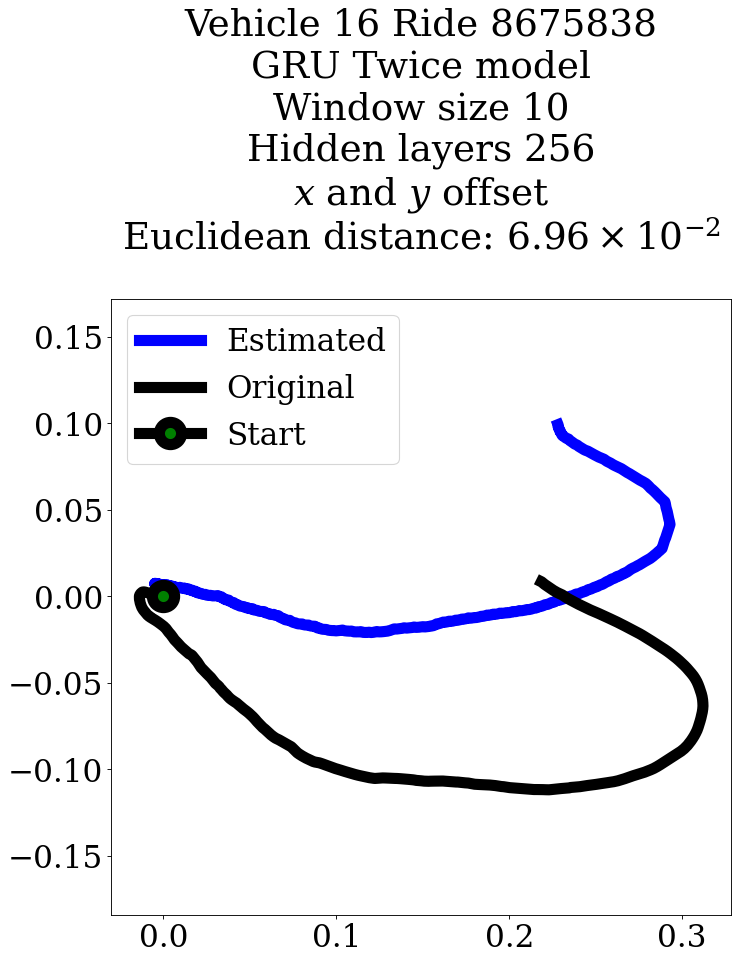 Vehicle 16 Ride 8675838
GRU Twice model
Window size 10
Hidden layers 256
x and y offset
Euclidean distance: 6.96 × 10⁻²
Estimated
Original
Start
0.15
0.10
0.05
0.00
−0.05
−0.10
−0.15
0.0 0.1 0.2 0.3